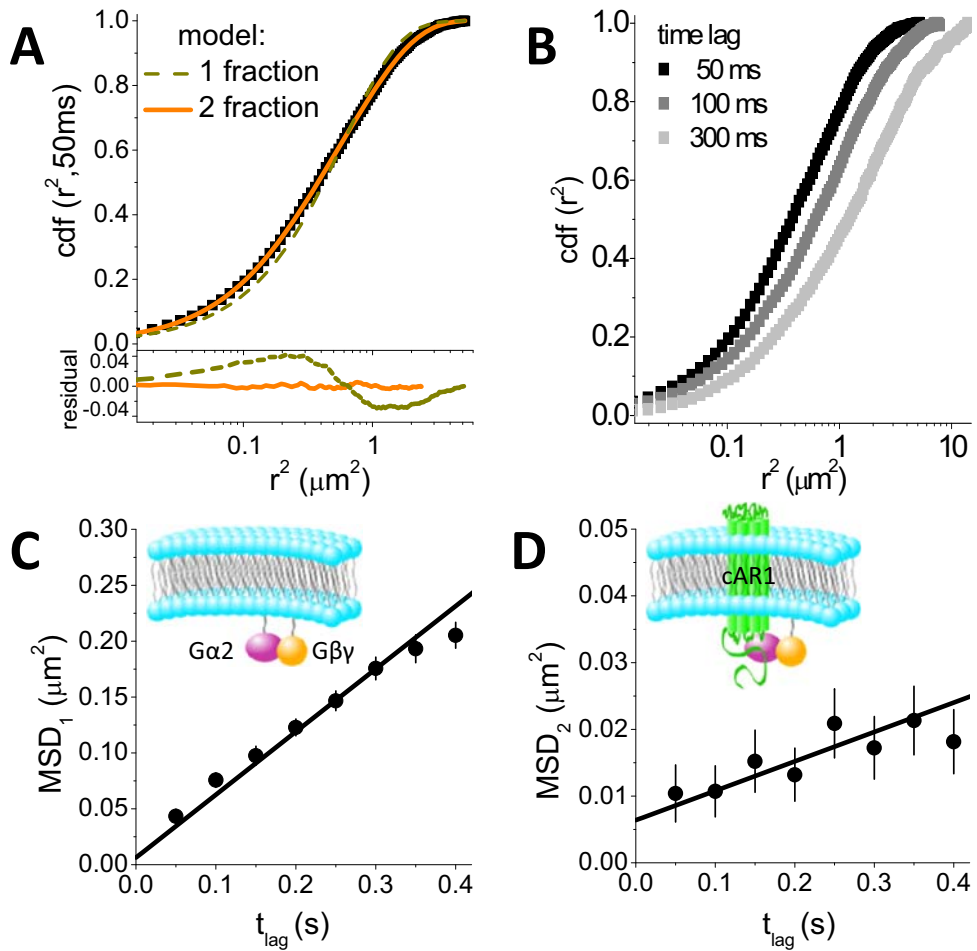 A
model:
1 fraction
2 fraction
cdf (r², 50ms)
1.0
0.8
0.6
0.4
0.2
0.0
residual
0.04
0.00
-0.04
0.1
1
r² (μm²)
B
time lag
50 ms
100 ms
300 ms
cdf (r²)
1.0
0.8
0.6
0.4
0.2
0.0
0.1
1
10
r² (μm²)
C
Gα2
Gβγ
MSD₁ (μm²)
0.30
0.25
0.20
0.15
0.10
0.05
0.00
0.0
0.1
0.2
0.3
0.4
t_lag (s)
D
cAR1
MSD₂ (μm²)
0.05
0.04
0.03
0.02
0.01
0.00
0.0
0.1
0.2
0.3
0.4
t_lag (s)